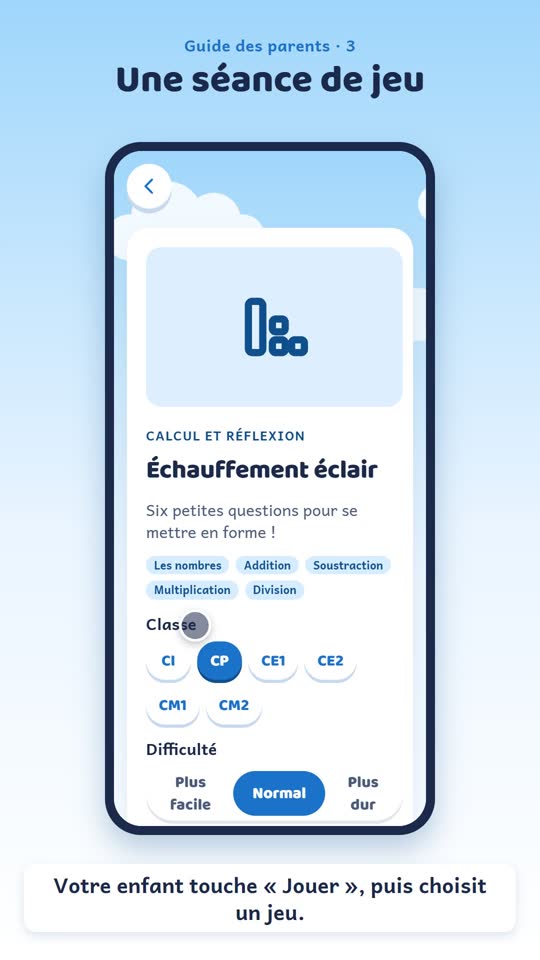 Guide des parents · 3
Une séance de jeu
CALCUL ET RÉFLEXION
Échauffement éclair
Six petites questions pour se
mettre en forme !
Les nombres Addition Soustraction
Multiplication Division
Classe
CI CP CE1 CE2
CM1 CM2
Difficulté
Plus facile Normal Plus dur
Votre enfant touche « Jouer », puis choisit
un jeu.